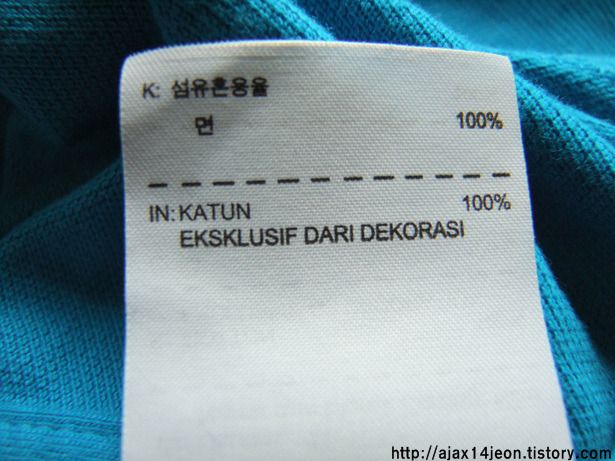 K: 섬유혼용율
면 100%
IN: KATUN 100%
EKSKLUSIF DARI DEKORASI
http://ajax14jeon.tistory.com